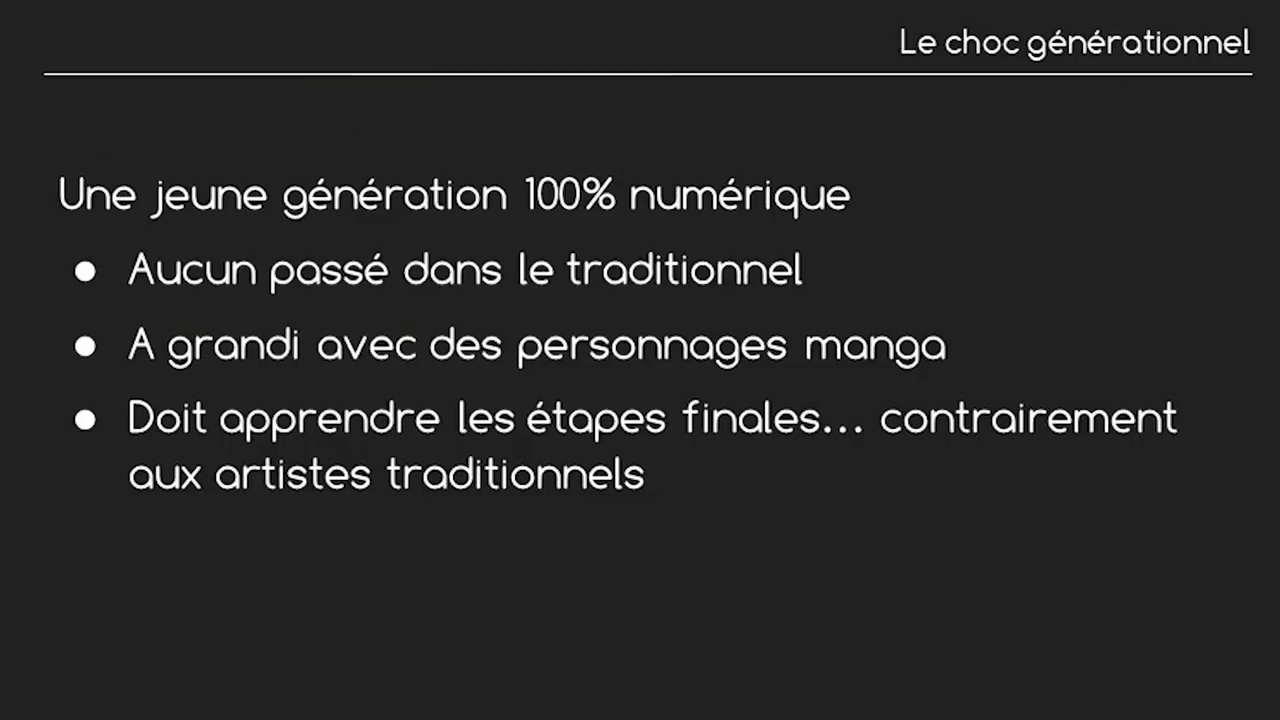 Le choc générationnel
Une jeune génération 100% numérique
● Aucun passé dans le traditionnel
● A grandi avec des personnages manga
● Doit apprendre les étapes finales... contrairement
aux artistes traditionnels